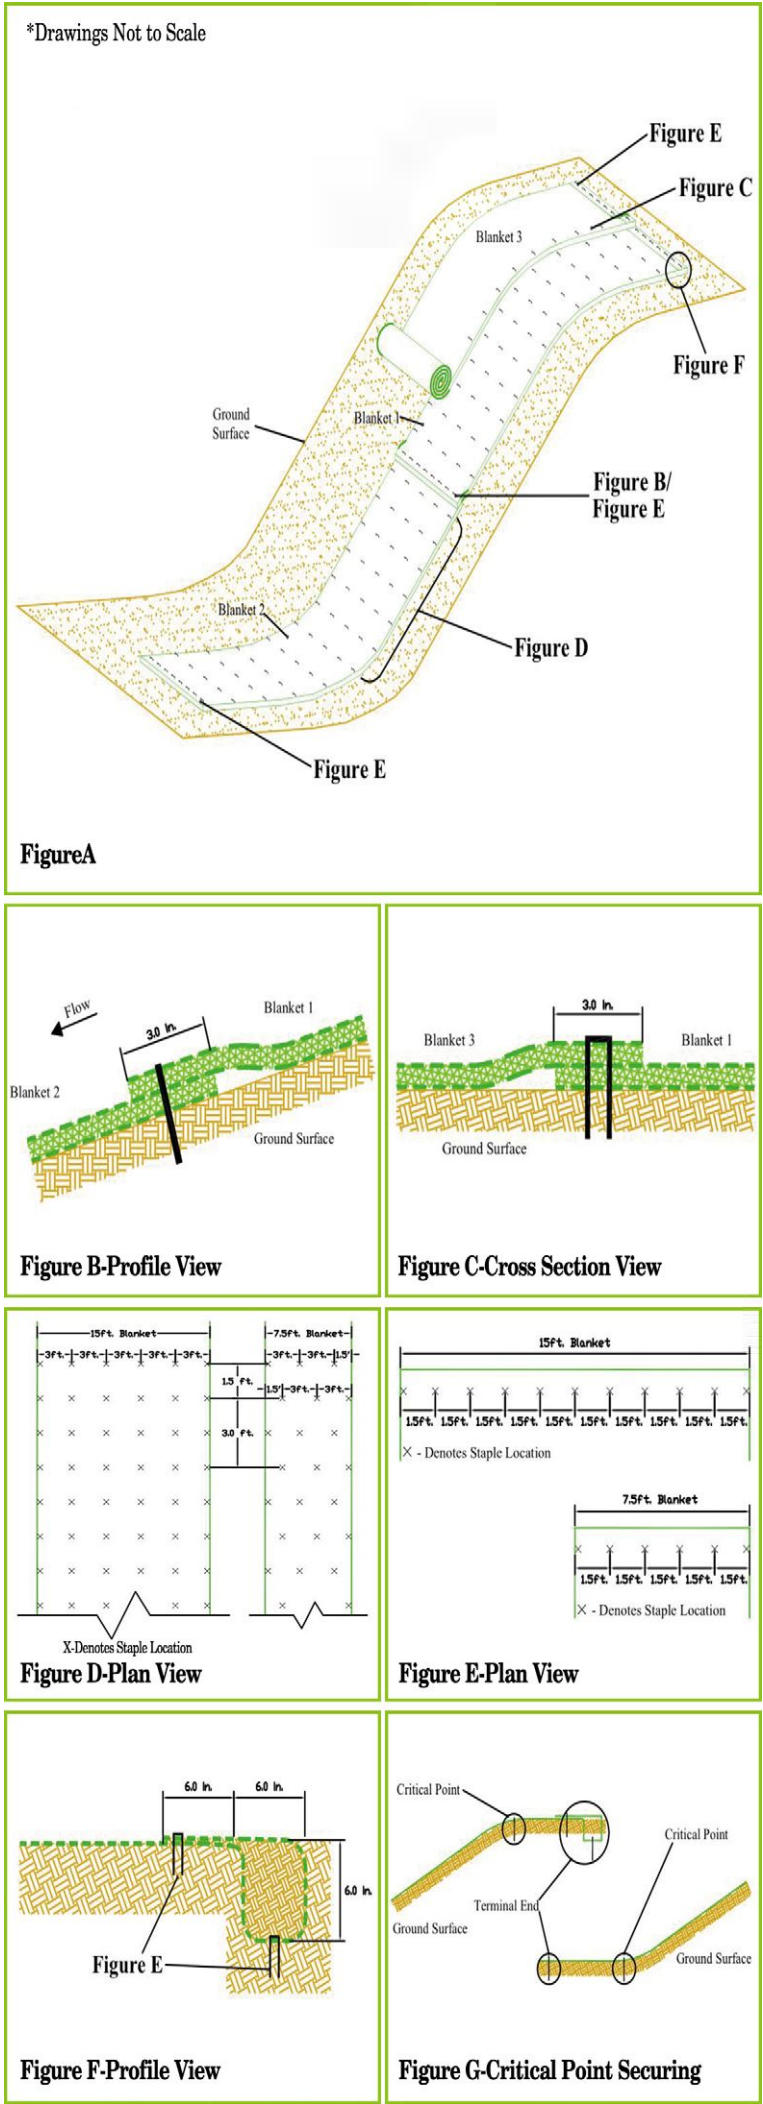 *Drawings Not to Scale
Figure E
Figure C
Blanket 3
Figure F
Ground
Surface
Blanket 1
Figure B/
Figure E
Blanket 2
Figure D
Figure E
FigureA
Flow
3.0 in.
Blanket 1
Blanket 2
Ground Surface
Figure B-Profile View
3.0 in.
Blanket 3
Blanket 1
Ground Surface
Figure C-Cross Section View
15ft. Blanket
7.5ft. Blanket
3ft. 3ft. 3ft. 3ft. 3ft.
3ft. 3ft. 1.5'
1.5 ft.
1.5' 3ft. 3ft.
3.0 ft.
X-Denotes Staple Location
Figure D-Plan View
15ft. Blanket
1.5ft. 1.5ft. 1.5ft. 1.5ft. 1.5ft. 1.5ft. 1.5ft. 1.5ft. 1.5ft. 1.5ft.
X - Denotes Staple Location
7.5ft. Blanket
1.5ft. 1.5ft. 1.5ft. 1.5ft. 1.5ft.
X - Denotes Staple Location
Figure E-Plan View
6.0 in. 6.0 in.
6.0 in.
Figure E
Figure F-Profile View
Critical Point
Critical Point
Terminal End
Ground Surface
Ground Surface
Figure G-Critical Point Securing